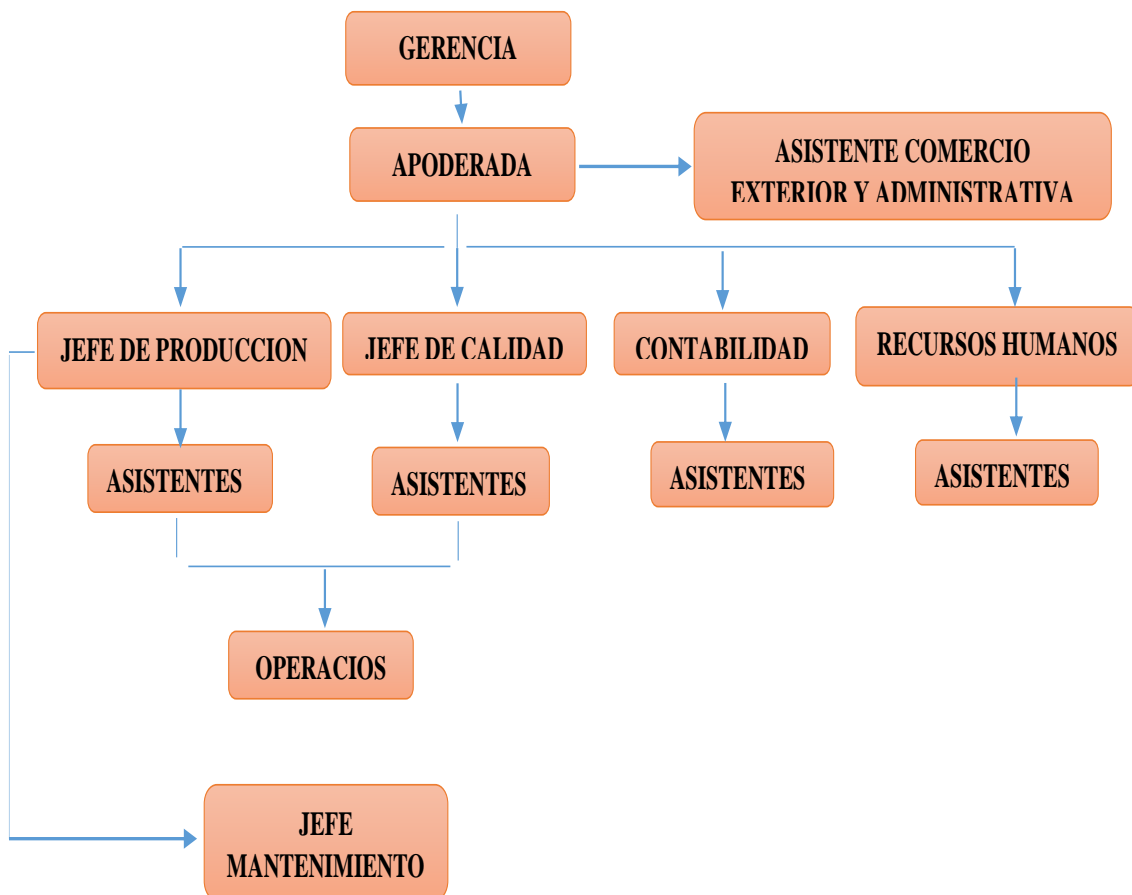 GERENCIA
APODERADA
ASISTENTE COMERCIO
EXTERIOR Y ADMINISTRATIVA
JEFE DE PRODUCCION
JEFE DE CALIDAD
CONTABILIDAD
RECURSOS HUMANOS
ASISTENTES
ASISTENTES
ASISTENTES
ASISTENTES
OPERACIOS
JEFE
MANTENIMIENTO